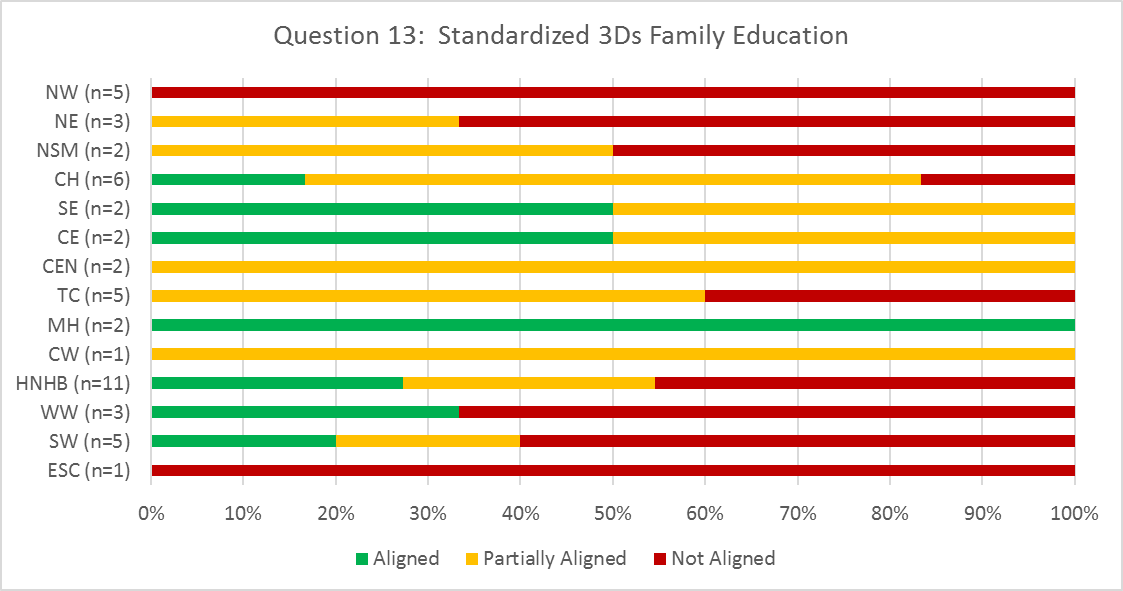 Question 13:  Standardized 3Ds Family Education
NW (n=5)
NE (n=3)
NSM (n=2)
CH (n=6)
SE (n=2)
CE (n=2)
CEN (n=2)
TC (n=5)
MH (n=2)
CW (n=1)
HNHB (n=11)
WW (n=3)
SW (n=5)
ESC (n=1)
0% 10% 20% 30% 40% 50% 60% 70% 80% 90% 100%
Aligned Partially Aligned Not Aligned